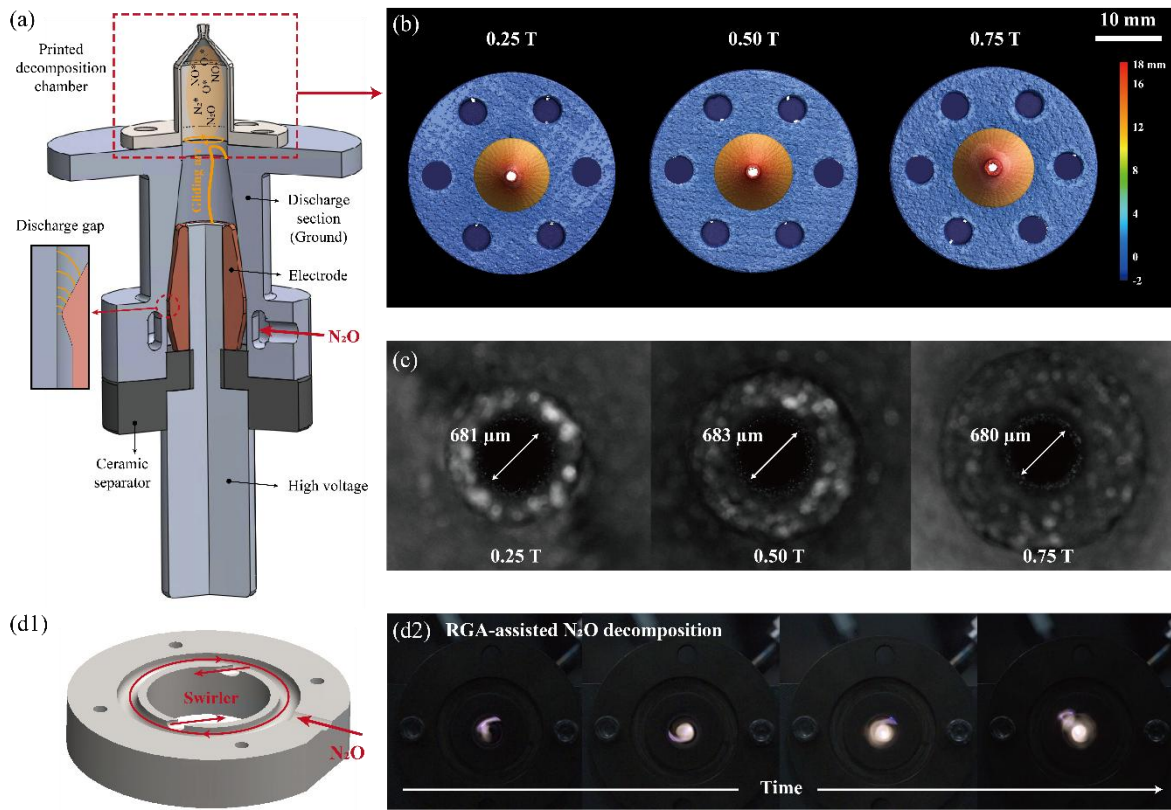 (a)
Printed
decomposition
chamber
NO*
O*
NO
N₂*
O*
N₂O
Gliding arc
Discharge
section
(Ground)
Discharge gap
Electrode
N₂O
Ceramic
separator
High voltage
(b)
10 mm
0.25 T
0.50 T
0.75 T
18 mm
16
12
8
4
0
-2
(c)
681 μm
683 μm
680 μm
0.25 T
0.50 T
0.75 T
(d1)
Swirler
N₂O
(d2)
RGA-assisted N₂O decomposition
Time